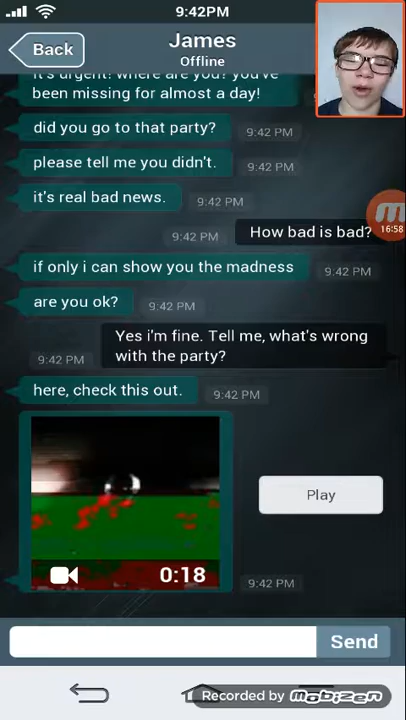 9:42PM
Back
James
Offline
it's urgent! where are you? you've
been missing for almost a day!
did you go to that party?
9:42 PM
please tell me you didn't.
9:42 PM
it's real bad news.
9:42 PM
How bad is bad?
9:42 PM
16:58
if only i can show you the madness
9:42 PM
are you ok?
9:42 PM
Yes i'm fine. Tell me, what's wrong
with the party?
9:42 PM
here, check this out.
9:42 PM
Play
0:18
9:42 PM
Send
Recorded by mobizen